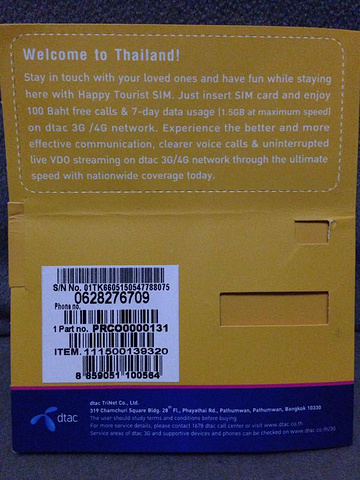 Welcome to Thailand!
Stay in touch with your loved ones and have fun while staying
here with Happy Tourist SIM. Just insert SIM card and enjoy
100 Baht free calls & 7-day data usage (1.5GB at maximum speed)
on dtac 3G /4G network. Experience the better and more
effective communication, clearer voice calls & uninterrupted
live VDO streaming on dtac 3G/4G network through the ultimate
speed with nationwide coverage today.
S/N No. 01TK6605150547788075
0628276709
Phone no.
1 Part no. PRCO0000131
ITEM. 111500139320
8 859051 100564
dtac TriNet Co., Ltd.
319 Chamchuri Square Bldg. 28th Fl., Phayathai Rd., Pathumwan, Pathumwan, Bangkok 10330
The user should study terms and conditions before buying
For more service details, please contact 1678 dtac call center or visit www.dtac.co.th
Service areas of dtac 3G and supportive devices and phones can be checked on www.dtac.co.th/3G
dtac